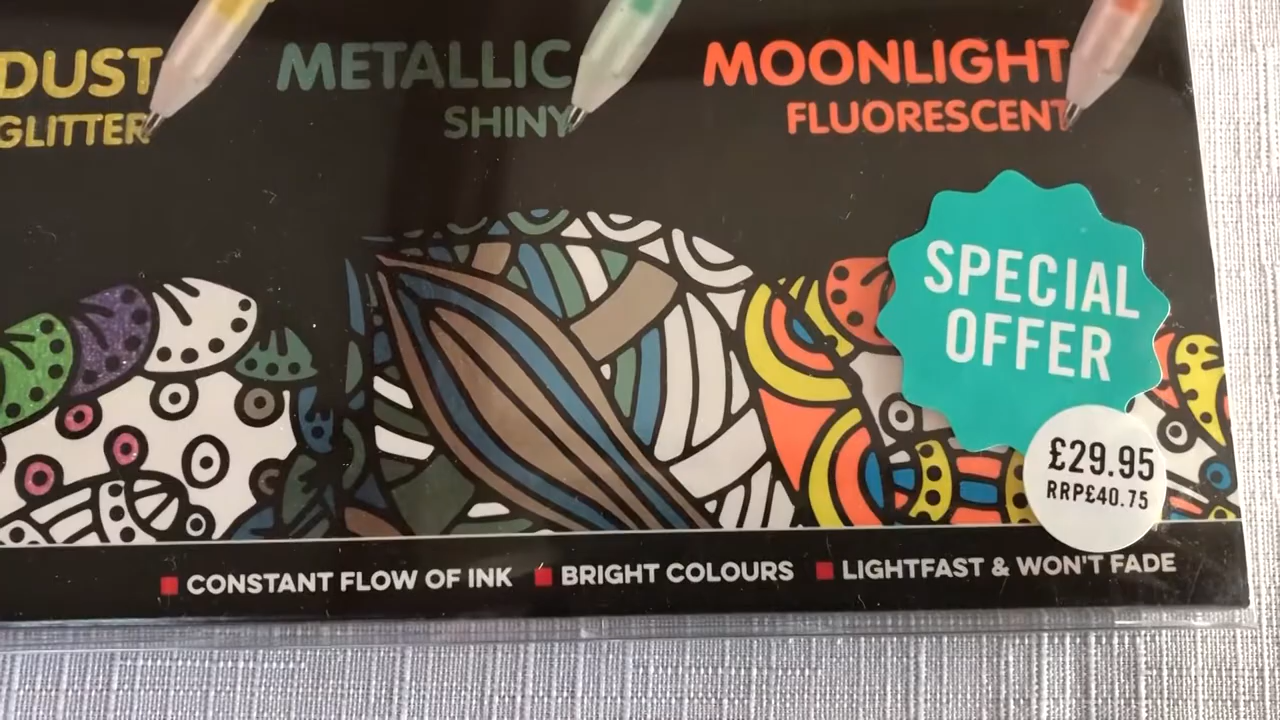 DUST
GLITTER
METALLIC
SHINY
MOONLIGHT
FLUORESCENT
SPECIAL
OFFER
£29.95
RRP£40.75
CONSTANT FLOW OF INK
BRIGHT COLOURS
LIGHTFAST & WON'T FADE